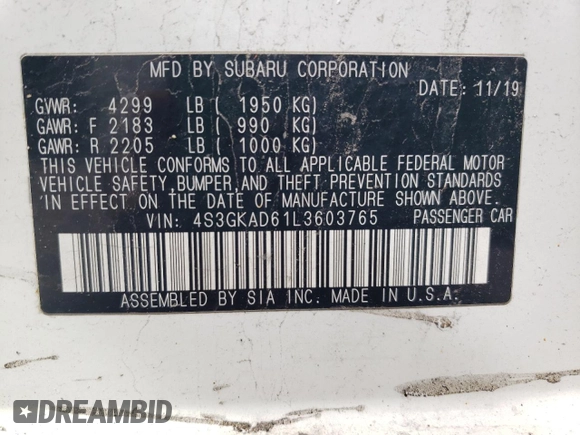 MFD BY SUBARU CORPORATION
DATE: 11/19
GVWR: 4299 LB ( 1950 KG)
GAWR: F 2183 LB ( 990 KG)
GAWR: R 2205 LB ( 1000 KG)
THIS VEHICLE CONFORMS TO ALL APPLICABLE FEDERAL MOTOR
VEHICLE SAFETY, BUMPER, AND THEFT PREVENTION STANDARDS
IN EFFECT ON THE DATE OF MANUFACTURE SHOWN ABOVE.
VIN: 4S3GKAD61L3603765 PASSENGER CAR
ASSEMBLED BY SIA INC. MADE IN U.S.A.
DREAMBID